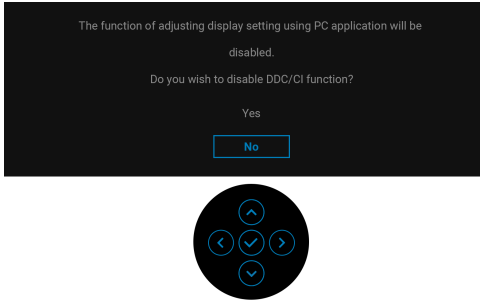 The function of adjusting display setting using PC application will be
disabled.
Do you wish to disable DDC/CI function?
Yes
No